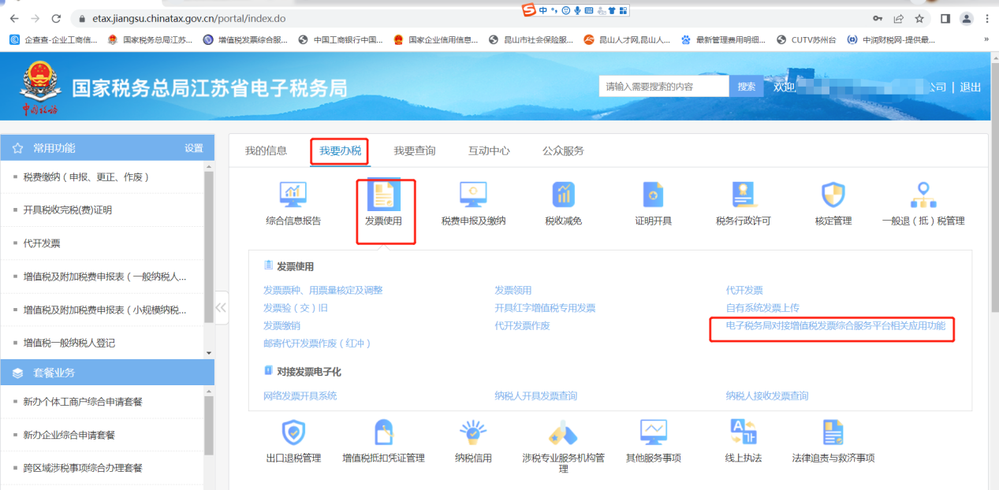 etax.jiangsu.chinatax.gov.cn/portal/index.do
中
企查查-企业工商信...
国家税务总局江苏...
增值税发票综合服...
中国工商银行中国...
国家企业信用信息...
昆山市社会保险服...
昆山人才网,昆山人...
最新管理费用明细...
CUTV苏州台
中润财税网-提供最...
»
国家税务总局江苏省电子税务局
中国税务
请输入需要搜索的内容
搜索
欢迎
公司 | 退出
常用功能
设置
税费缴纳（申报、更正、作废）
开具税收完税(费)证明
代开发票
增值税及附加税费申报表（一般纳税人...
增值税及附加税费申报表（小规模纳税...
增值税一般纳税人登记
套餐业务
新办个体工商户综合申请套餐
新办企业综合申请套餐
跨区域涉税事项综合办理套餐
我的信息
我要办税
我要查询
互动中心
公众服务
综合信息报告
发票使用
税费申报及缴纳
税收减免
证明开具
税务行政许可
核定管理
一般退（抵）税管理
发票使用
发票票种、用票量核定及调整
发票领用
代开发票
发票验（交）旧
开具红字增值税专用发票
自有系统发票上传
发票缴销
代开发票作废
电子税务局对接增值税发票综合服务平台相关应用功能
邮寄代开发票作废（红冲）
对接发票电子化
网络发票开具系统
纳税人开具发票查询
纳税人接收发票查询
出口退税管理
增值税抵扣凭证管理
纳税信用
涉税专业服务机构管
理
其他服务事项
线上执法
法律追责与救济事项